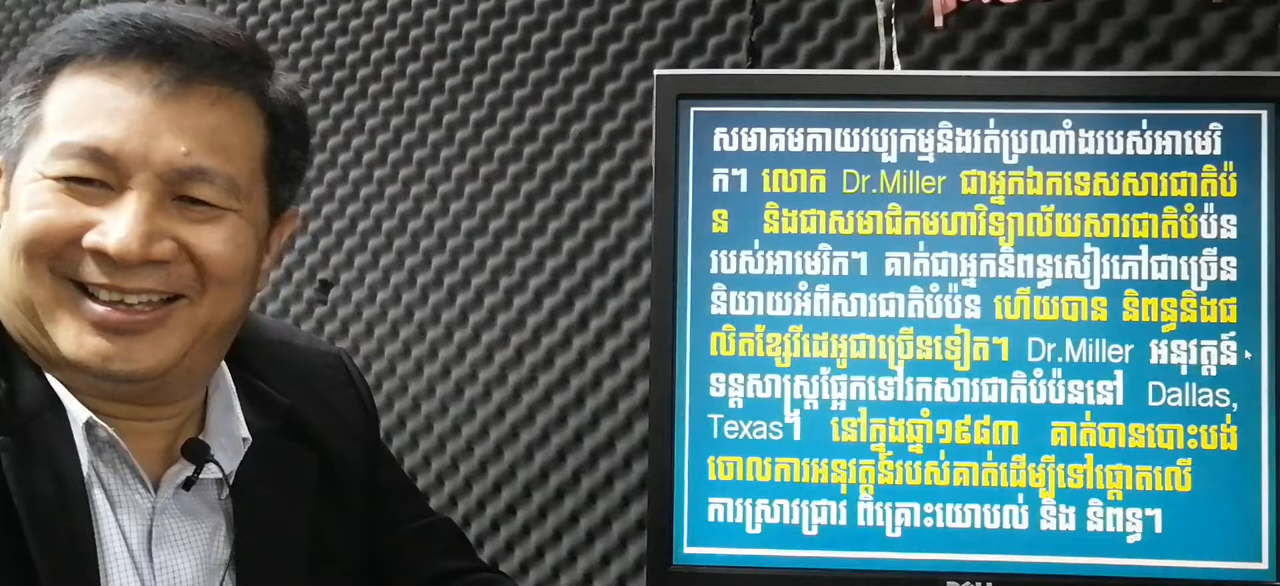 សមាគមកាយវប្បកម្មនិងរត់ប្រណាំងរបស់អាមេរិ
ក។ លោក Dr.Miller ជាអ្នកឯកទេសសារជាតិប៉
ន និងជាសមាជិកមហាវិទ្យាល័យសារជាតិបំប៉ន
របស់អាមេរិក។ គាត់ជាអ្នកនិពន្ធសៀវភៅជាច្រើន
និយាយអំពីសារជាតិបំប៉ន ហើយបាន និពន្ធនិងផ
លិតខ្សែវីដេអូជាច្រើនទៀត។ Dr.Miller អនុវត្តន៍
ទន្តសាស្ត្រផ្អែកទៅរកសារជាតិបំប៉ននៅ Dallas,
Texas។ នៅក្នុងឆ្នាំ១៩៨៣ គាត់បានបោះបង់
ចោលការអនុវត្តន៍របស់គាត់ដើម្បីទៅផ្តោតលើ
ការស្រាវជ្រាវ ពិគ្រោះយោបល់ និង និពន្ធ។